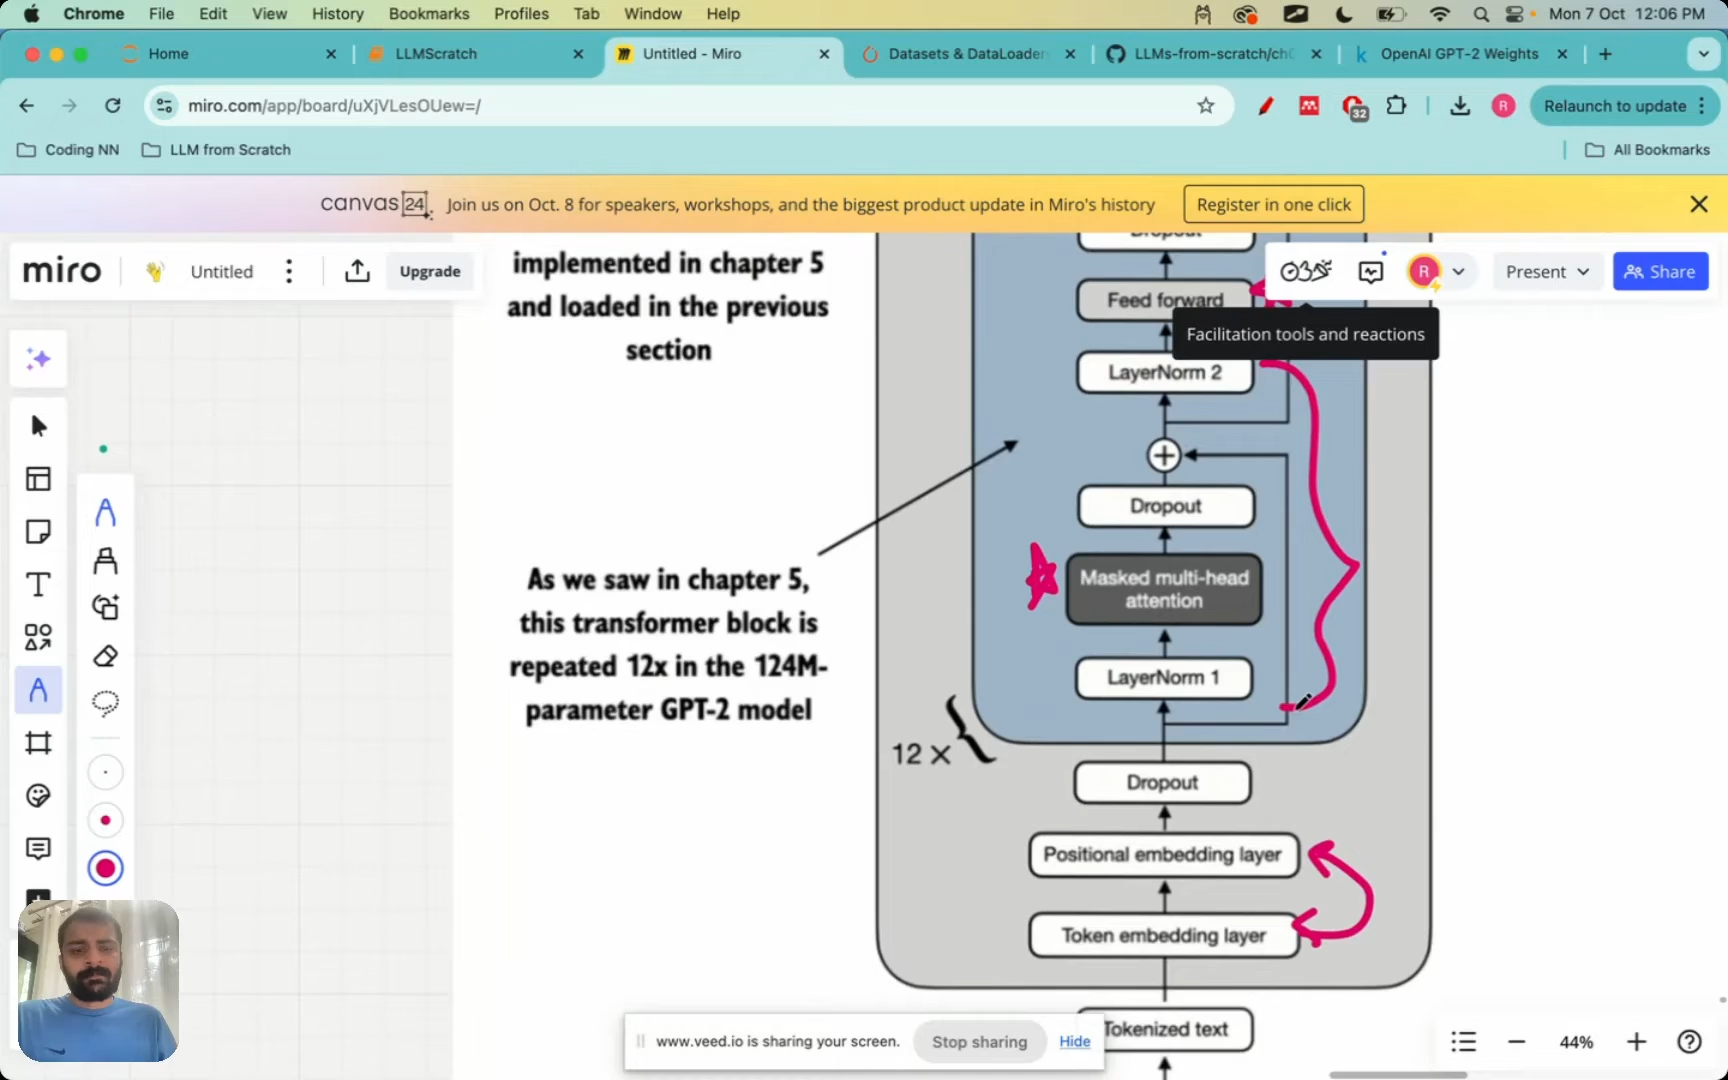 Chrome File Edit View History Bookmarks Profiles Tab Window Help Mon 7 Oct 12:06 PM
Home LLMScratch Untitled - Miro Datasets & DataLoader LLMs-from-scratch/ch OpenAI GPT-2 Weights
miro.com/app/board/uXjVLesOUew=/ 32 R Relaunch to update
Coding NN LLM from Scratch All Bookmarks
canvas 24 Join us on Oct. 8 for speakers, workshops, and the biggest product update in Miro's history Register in one click
miro Untitled Upgrade R Present Share
implemented in chapter 5
and loaded in the previous
section
Dropout
Feed forward
Facilitation tools and reactions
LayerNorm 2
Dropout
Masked multi-head
attention
LayerNorm 1
As we saw in chapter 5,
this transformer block is
repeated 12x in the 124M-
parameter GPT-2 model
12 ×
Dropout
Positional embedding layer
Token embedding layer
Tokenized text
www.veed.io is sharing your screen. Stop sharing Hide
44%